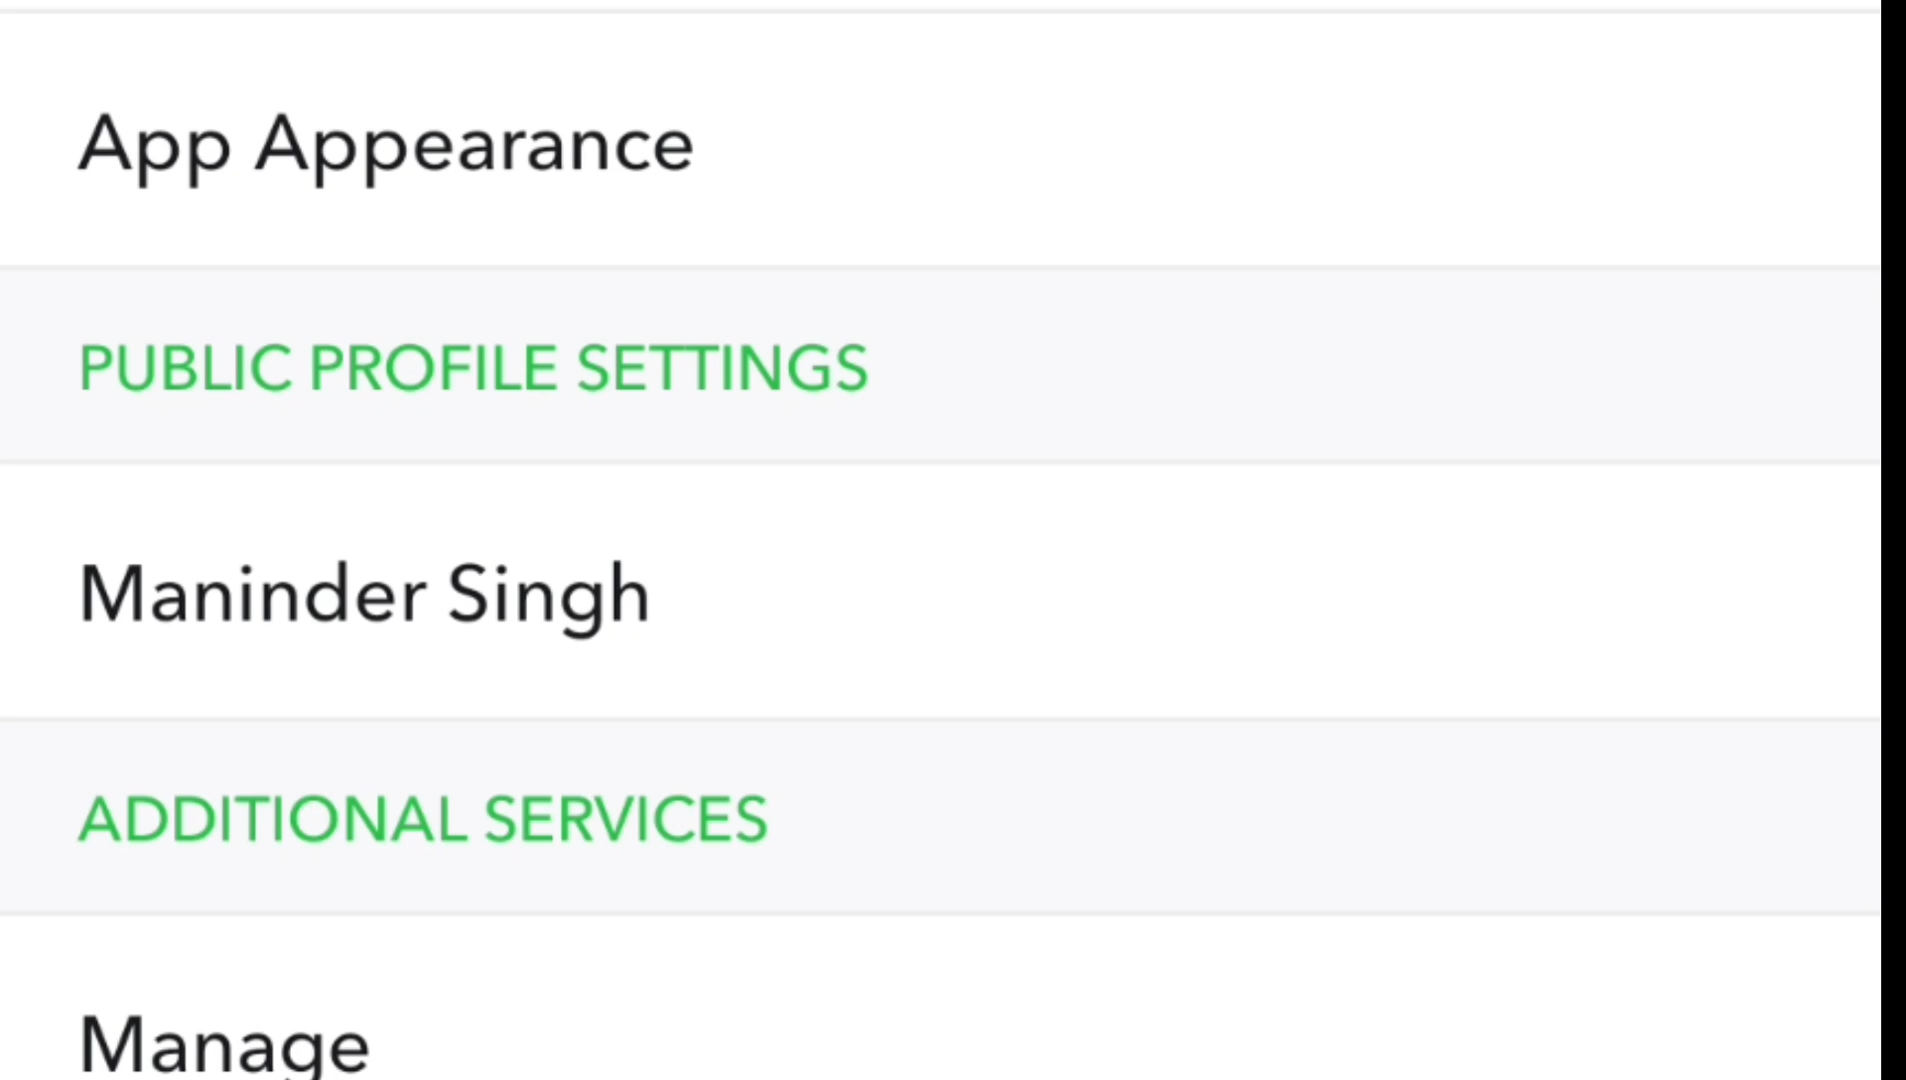 App Appearance
PUBLIC PROFILE SETTINGS
Maninder Singh
ADDITIONAL SERVICES
Manage